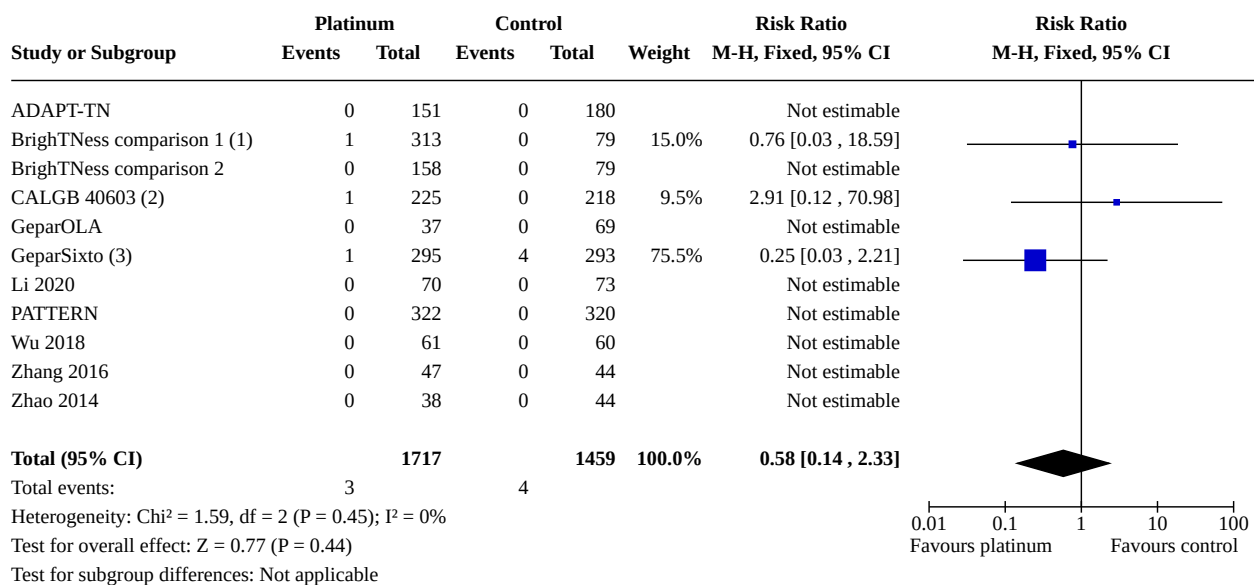 Platinum Control Risk Ratio Risk Ratio
Study or Subgroup Events Total Events Total Weight M-H, Fixed, 95% CI M-H, Fixed, 95% CI
ADAPT-TN 0 151 0 180 Not estimable
BrighTNess comparison 1 (1) 1 313 0 79 15.0% 0.76 [0.03 , 18.59]
BrighTNess comparison 2 0 158 0 79 Not estimable
CALGB 40603 (2) 1 225 0 218 9.5% 2.91 [0.12 , 70.98]
GeparOLA 0 37 0 69 Not estimable
GeparSixto (3) 1 295 4 293 75.5% 0.25 [0.03 , 2.21]
Li 2020 0 70 0 73 Not estimable
PATTERN 0 322 0 320 Not estimable
Wu 2018 0 61 0 60 Not estimable
Zhang 2016 0 47 0 44 Not estimable
Zhao 2014 0 38 0 44 Not estimable
Total (95% CI) 1717 1459 100.0% 0.58 [0.14 , 2.33]
Total events: 3 4
Heterogeneity: Chi² = 1.59, df = 2 (P = 0.45); I² = 0%
0.01 0.1 1 10 100
Test for overall effect: Z = 0.77 (P = 0.44)
Favours platinum Favours control
Test for subgroup differences: Not applicable